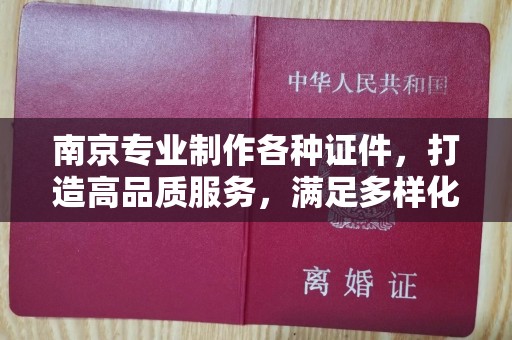 中华人民共和国
南京专业制作各种证件，打
造高品质服务，满足多样化
离婚证